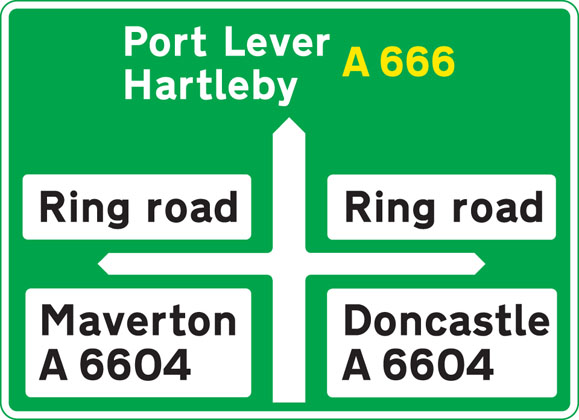 Port Lever
Hartleby
A 666
Ring road
Ring road
Maverton
A 6604
Doncastle
A 6604